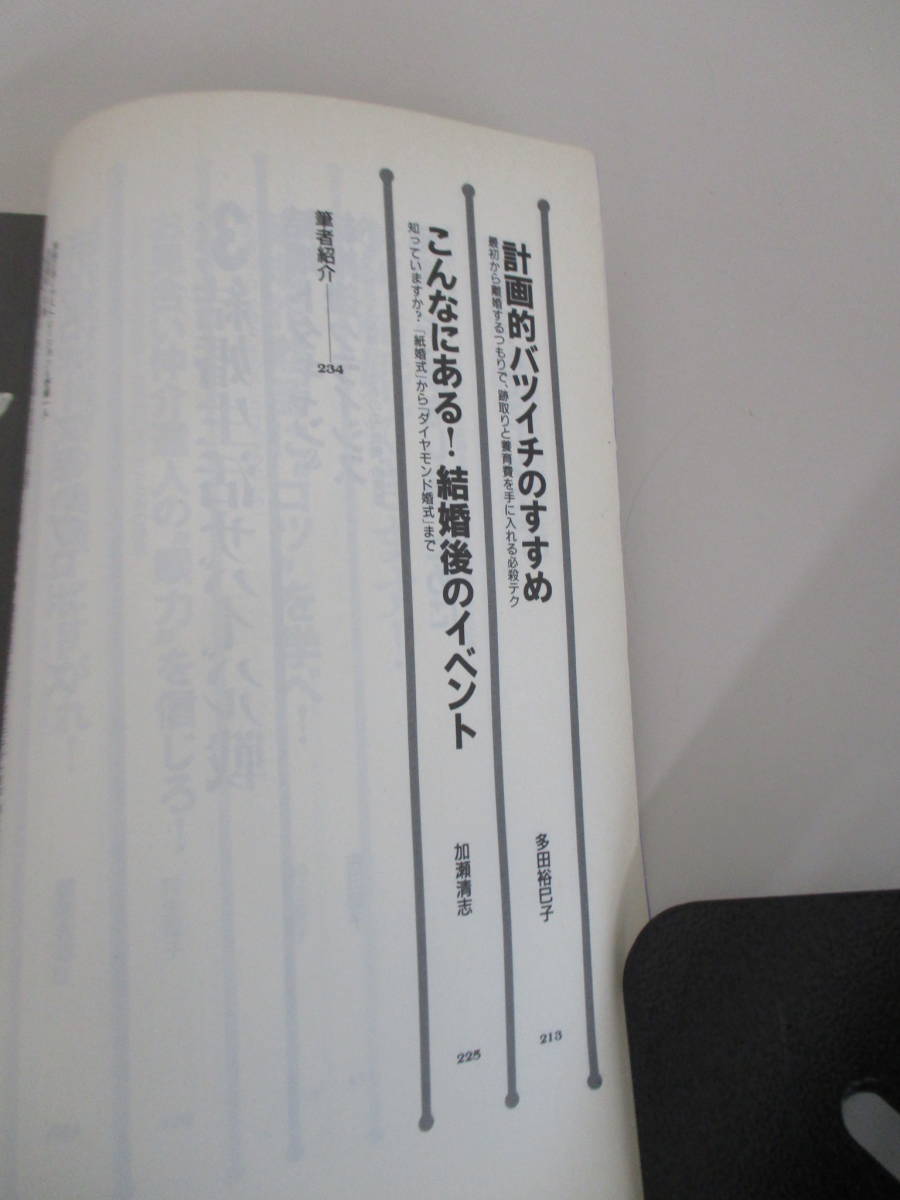 計画的バツイチのすすめ
最初から離婚するつもりで、跡取りと養育費を手に入れる必殺テク
多田裕巳子
213
こんなにある！結婚後のイベント
知っていますか？「紙婚式」から「ダイヤモンド婚式」まで
加瀬清志
225
筆者紹介
234